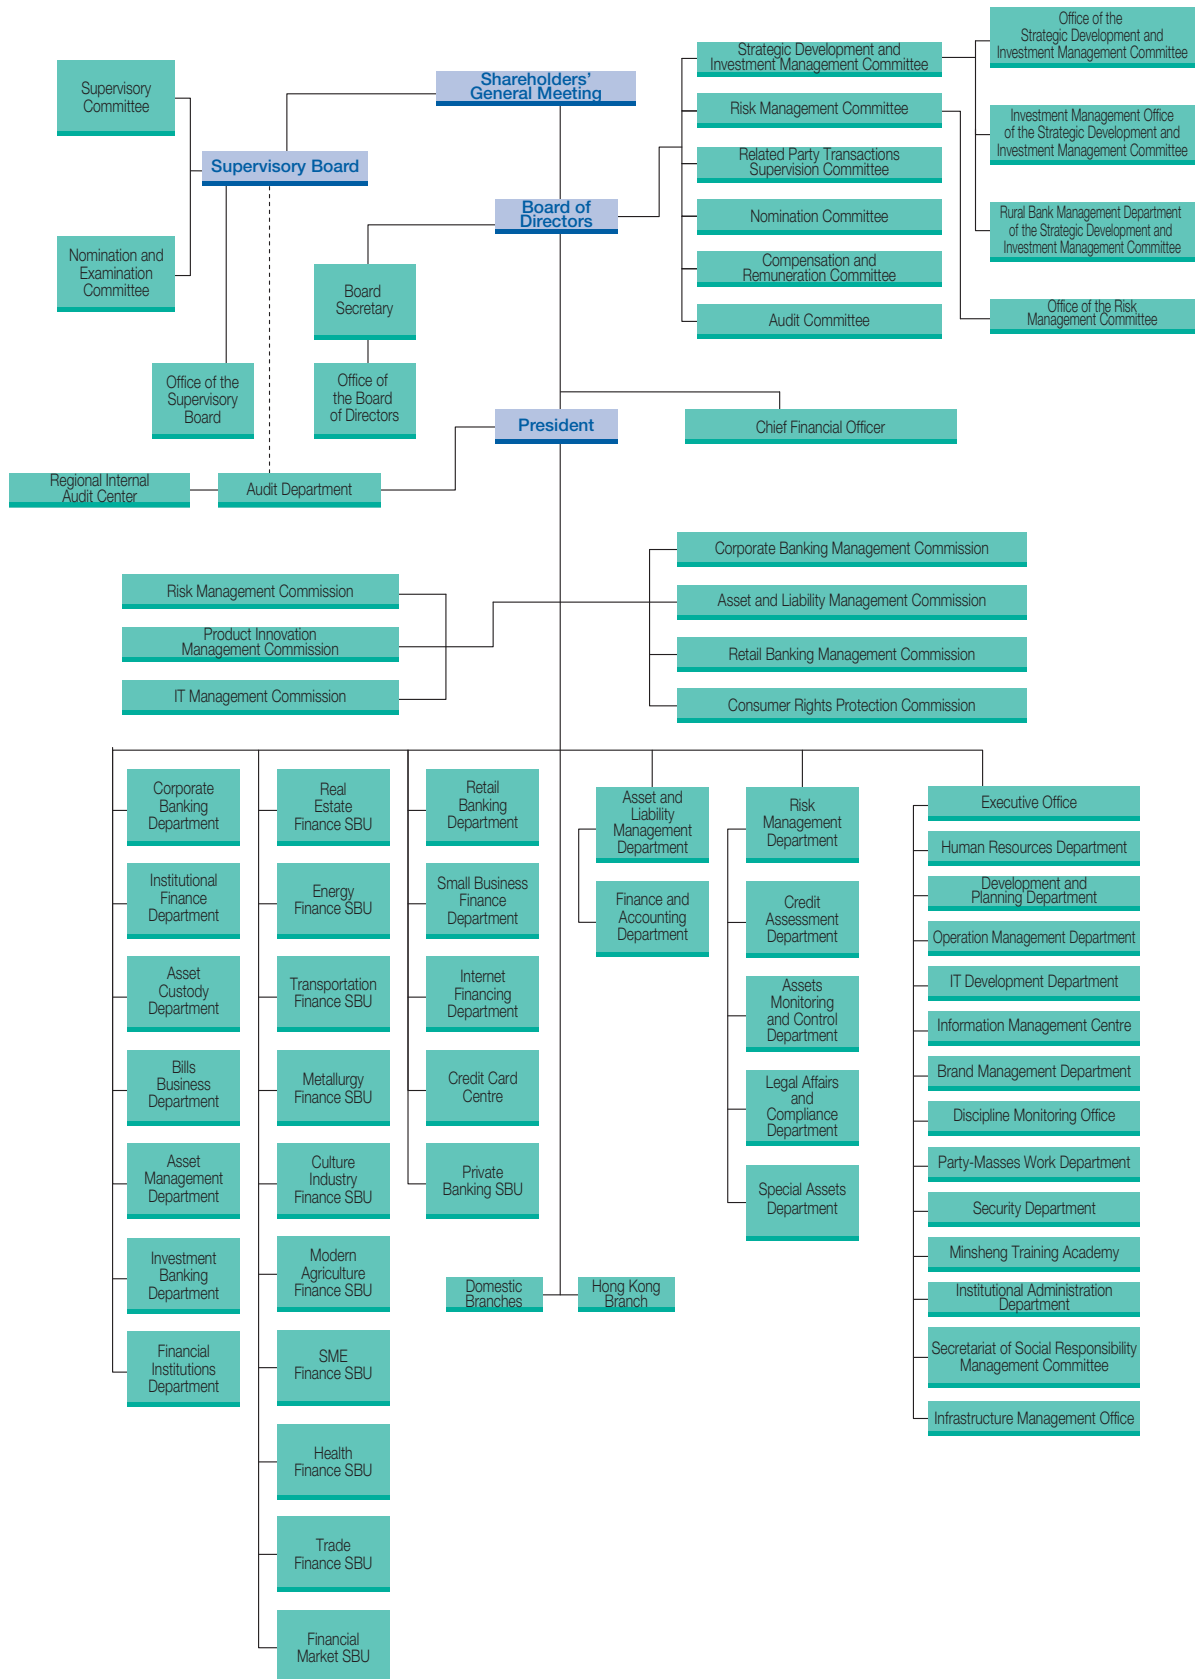 Shareholders'
General Meeting
Supervisory
Committee
Supervisory Board
Nomination and
Examination
Committee
Office of the
Supervisory
Board
Board of
Directors
Board
Secretary
Office of
the Board
of Directors
Strategic Development and
Investment Management Committee
Risk Management Committee
Related Party Transactions
Supervision Committee
Nomination Committee
Compensation and
Remuneration Committee
Audit Committee
Office of the
Strategic Development and
Investment Management Committee
Investment Management Office
of the Strategic Development and
Investment Management Committee
Rural Bank Management Department
of the Strategic Development and
Investment Management Committee
Office of the Risk
Management Committee
President
Chief Financial Officer
Regional Internal
Audit Center
Audit Department
Risk Management Commission
Product Innovation
Management Commission
IT Management Commission
Corporate Banking Management Commission
Asset and Liability Management Commission
Retail Banking Management Commission
Consumer Rights Protection Commission
Corporate
Banking
Department
Institutional
Finance
Department
Asset
Custody
Department
Bills
Business
Department
Asset
Management
Department
Investment
Banking
Department
Financial
Institutions
Department
Real
Estate
Finance SBU
Energy
Finance SBU
Transportation
Finance SBU
Metallurgy
Finance SBU
Culture
Industry
Finance SBU
Modern
Agriculture
Finance SBU
SME
Finance SBU
Health
Finance SBU
Trade
Finance SBU
Financial
Market SBU
Retail
Banking
Department
Small Business
Finance
Department
Internet
Financing
Department
Credit Card
Centre
Private
Banking SBU
Domestic
Branches
Hong Kong
Branch
Asset and
Liability
Management
Department
Finance and
Accounting
Department
Risk
Management
Department
Credit
Assessment
Department
Assets
Monitoring
and Control
Department
Legal Affairs
and
Compliance
Department
Special Assets
Department
Executive Office
Human Resources Department
Development and
Planning Department
Operation Management Department
IT Development Department
Information Management Centre
Brand Management Department
Discipline Monitoring Office
Party-Masses Work Department
Security Department
Minsheng Training Academy
Institutional Administration
Department
Secretariat of Social Responsibility
Management Committee
Infrastructure Management Office